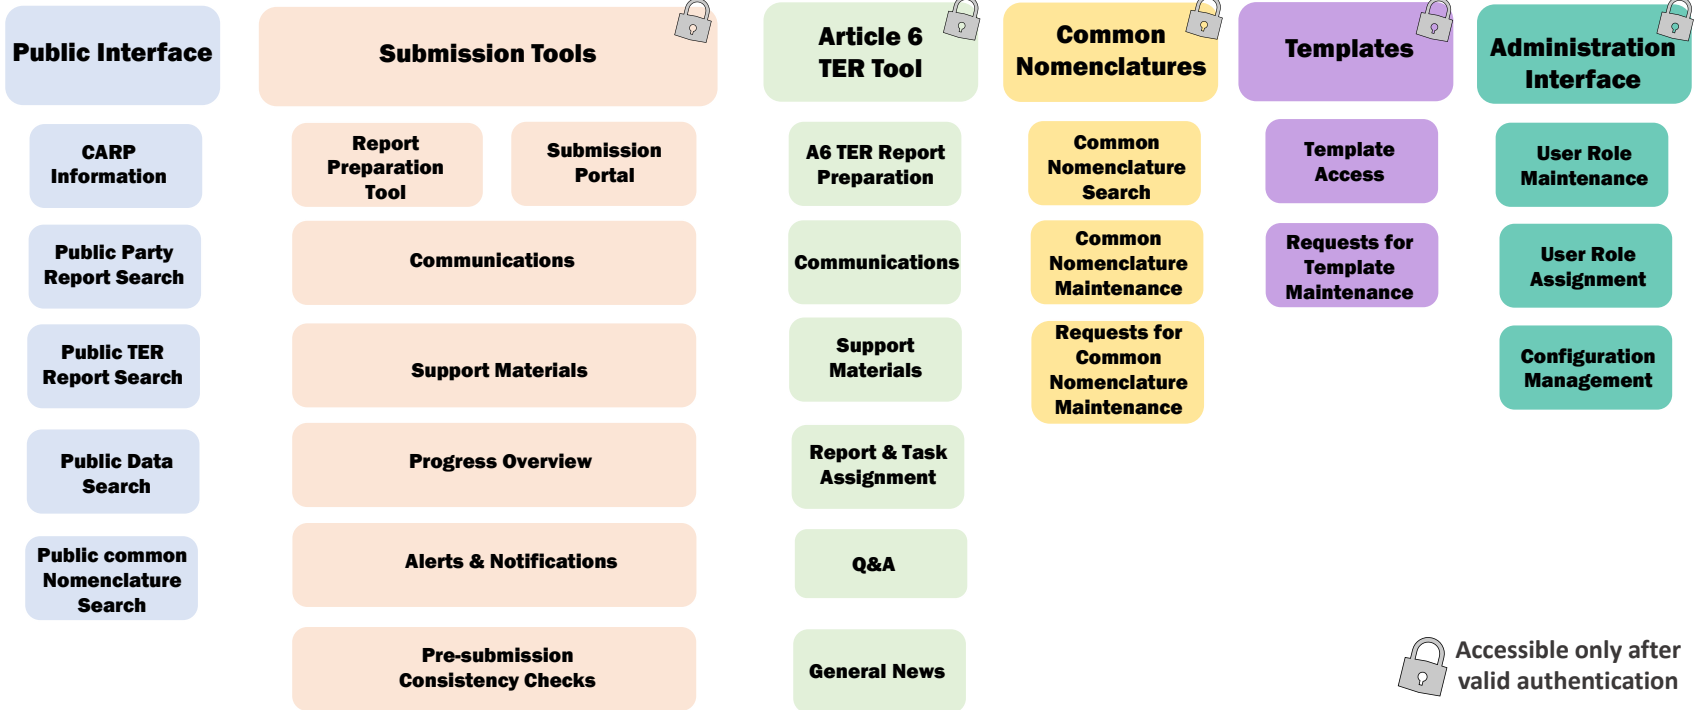 Public Interface
CARP
Information
Public Party
Report Search
Public TER
Report Search
Public Data
Search
Public common
Nomenclature
Search
Submission Tools
Report
Preparation
Tool
Submission
Portal
Communications
Support Materials
Progress Overview
Alerts & Notifications
Pre-submission
Consistency Checks
Article 6
TER Tool
A6 TER Report
Preparation
Communications
Support
Materials
Report & Task
Assignment
Q&A
General News
Common
Nomenclatures
Common
Nomenclature
Search
Common
Nomenclature
Maintenance
Requests for
Common
Nomenclature
Maintenance
Templates
Template
Access
Requests for
Template
Maintenance
Administration
Interface
User Role
Maintenance
User Role
Assignment
Configuration
Management
Accessible only after
valid authentication